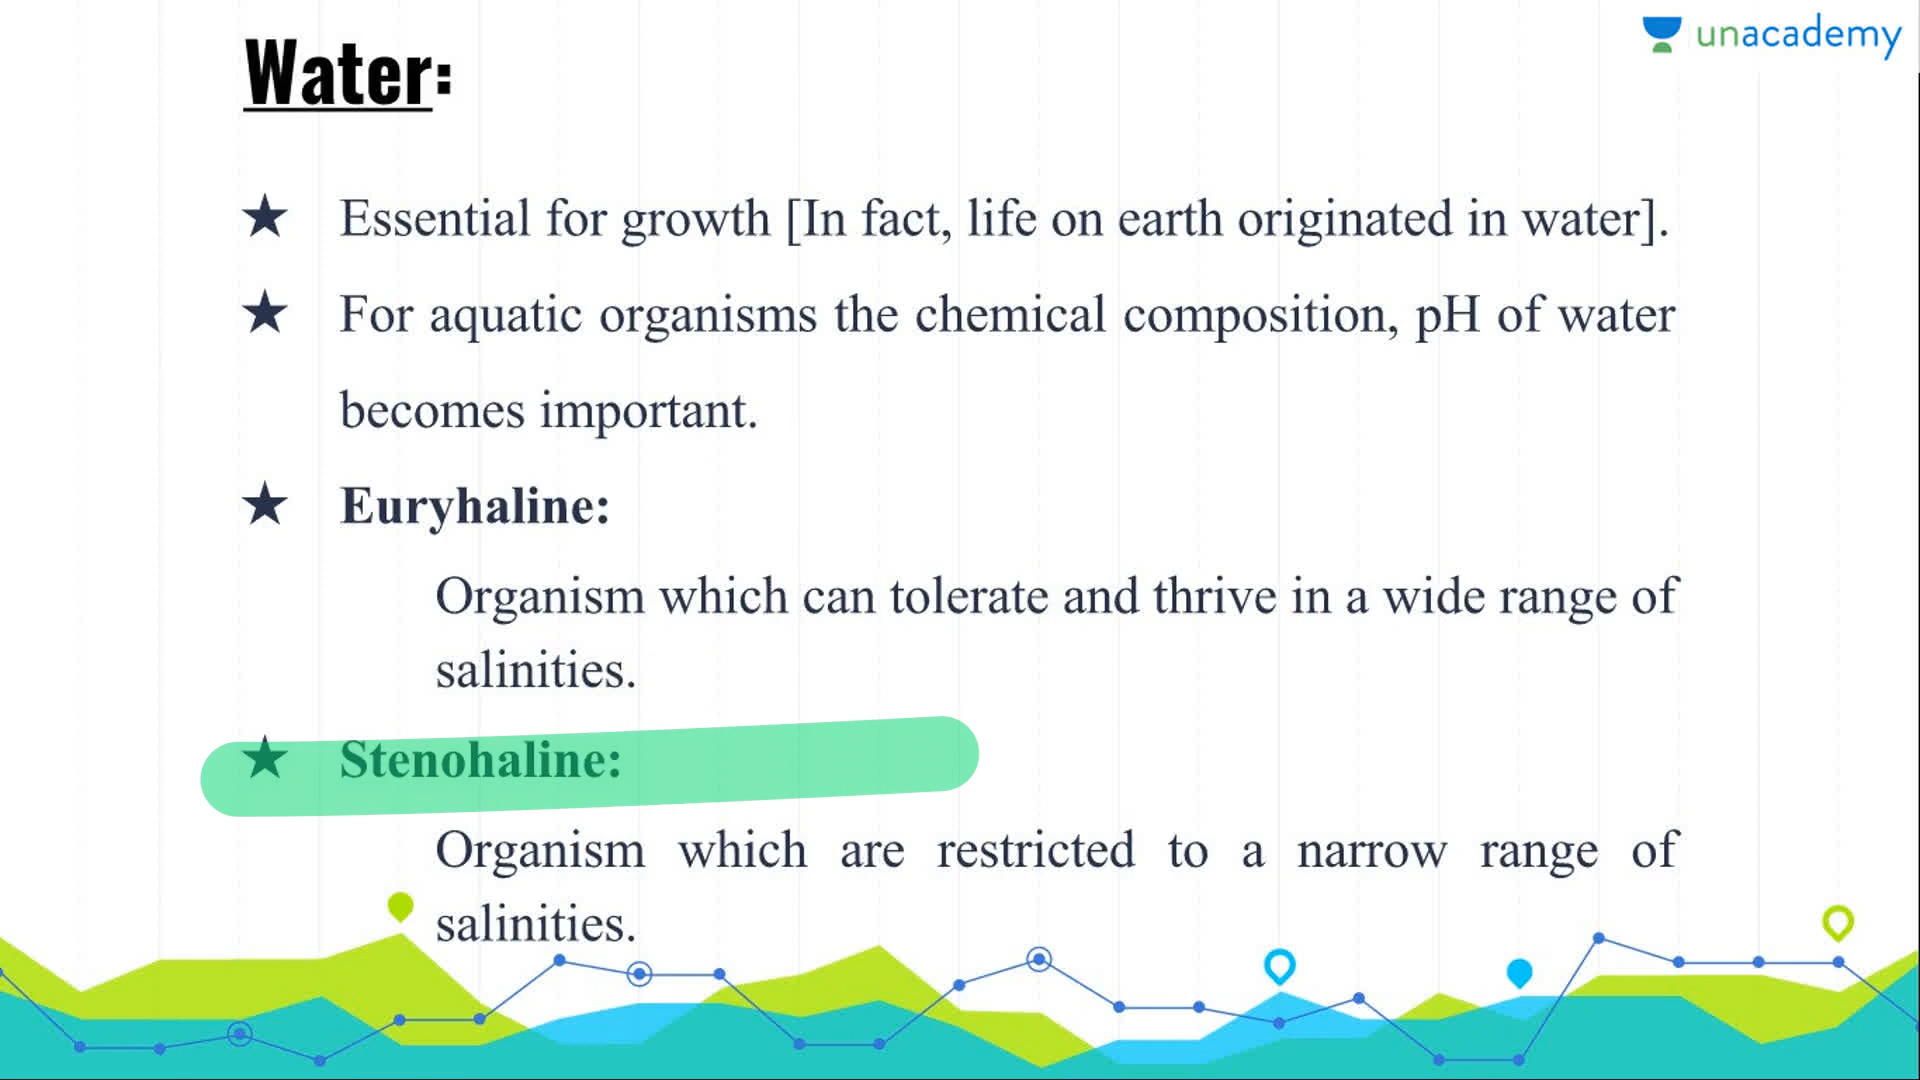 unacademy
Water:
★ Essential for growth [In fact, life on earth originated in water].
★ For aquatic organisms the chemical composition, pH of water
becomes important.
★ Euryhaline:
Organism which can tolerate and thrive in a wide range of
salinities.
★ Stenohaline:
Organism which are restricted to a narrow range of
salinities.